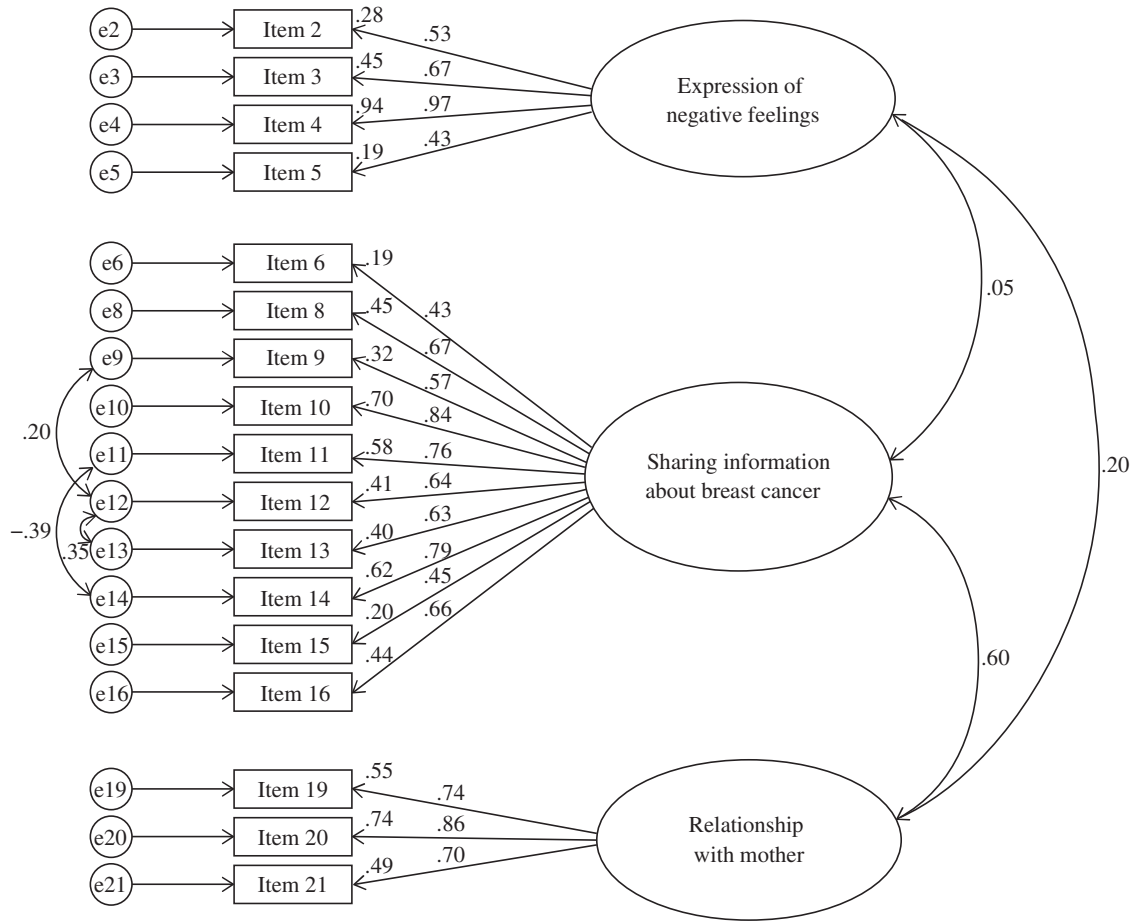 e2 Item 2 .28 .53
e3 Item 3 .45 .67
e4 Item 4 .94 .97
e5 Item 5 .19 .43
Expression of
negative feelings
e6 Item 6 .19 .43
e8 Item 8 .45 .67
e9 Item 9 .32 .57
e10 Item 10 .70 .84
e11 Item 11 .58 .76
e12 Item 12 .41 .64
e13 Item 13 .40 .63
e14 Item 14 .62 .79
e15 Item 15 .20 .45
e16 Item 16 .44 .66
.20
−.39
.35
Sharing information
about breast cancer
.05
.20
.60
e19 Item 19 .55 .74
e20 Item 20 .74 .86
e21 Item 21 .49 .70
Relationship
with mother